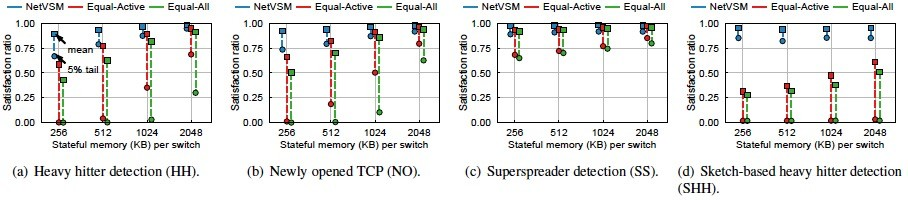 NetVSM Equal-Active Equal-All
Satisfaction ratio
1.00
0.75
0.50
0.25
0.00
mean
5% tail
256 512 1024 2048
Stateful memory (KB) per switch
(a) Heavy hitter detection (HH).
NetVSM Equal-Active Equal-All
Satisfaction ratio
1.00
0.75
0.50
0.25
0.00
256 512 1024 2048
Stateful memory (KB) per switch
(b) Newly opened TCP (NO).
NetVSM Equal-Active Equal-All
Satisfaction ratio
1.00
0.75
0.50
0.25
0.00
256 512 1024 2048
Stateful memory (KB) per switch
(c) Superspreader detection (SS).
NetVSM Equal-Active Equal-All
Satisfaction ratio
1.00
0.75
0.50
0.25
0.00
256 512 1024 2048
Stateful memory (KB) per switch
(d) Sketch-based heavy hitter detection
(SHH).